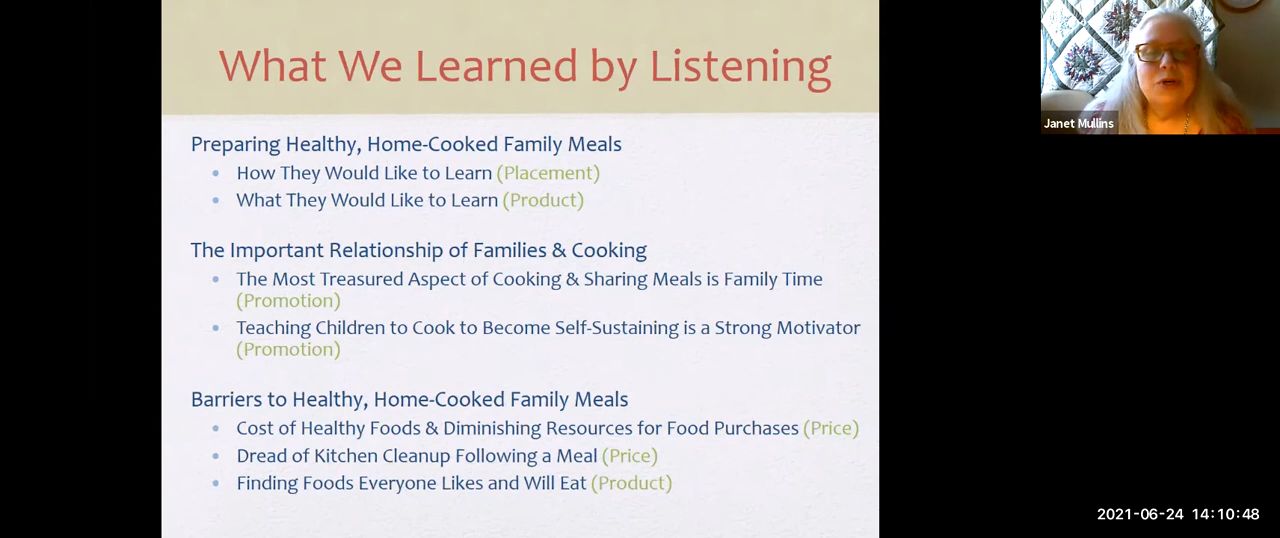 What We Learned by Listening
Preparing Healthy, Home-Cooked Family Meals
• How They Would Like to Learn (Placement)
• What They Would Like to Learn (Product)
The Important Relationship of Families & Cooking
• The Most Treasured Aspect of Cooking & Sharing Meals is Family Time
(Promotion)
• Teaching Children to Cook to Become Self-Sustaining is a Strong Motivator
(Promotion)
Barriers to Healthy, Home-Cooked Family Meals
• Cost of Healthy Foods & Diminishing Resources for Food Purchases (Price)
• Dread of Kitchen Cleanup Following a Meal (Price)
• Finding Foods Everyone Likes and Will Eat (Product)
Janet Mullins
2021-06-24 14:10:48